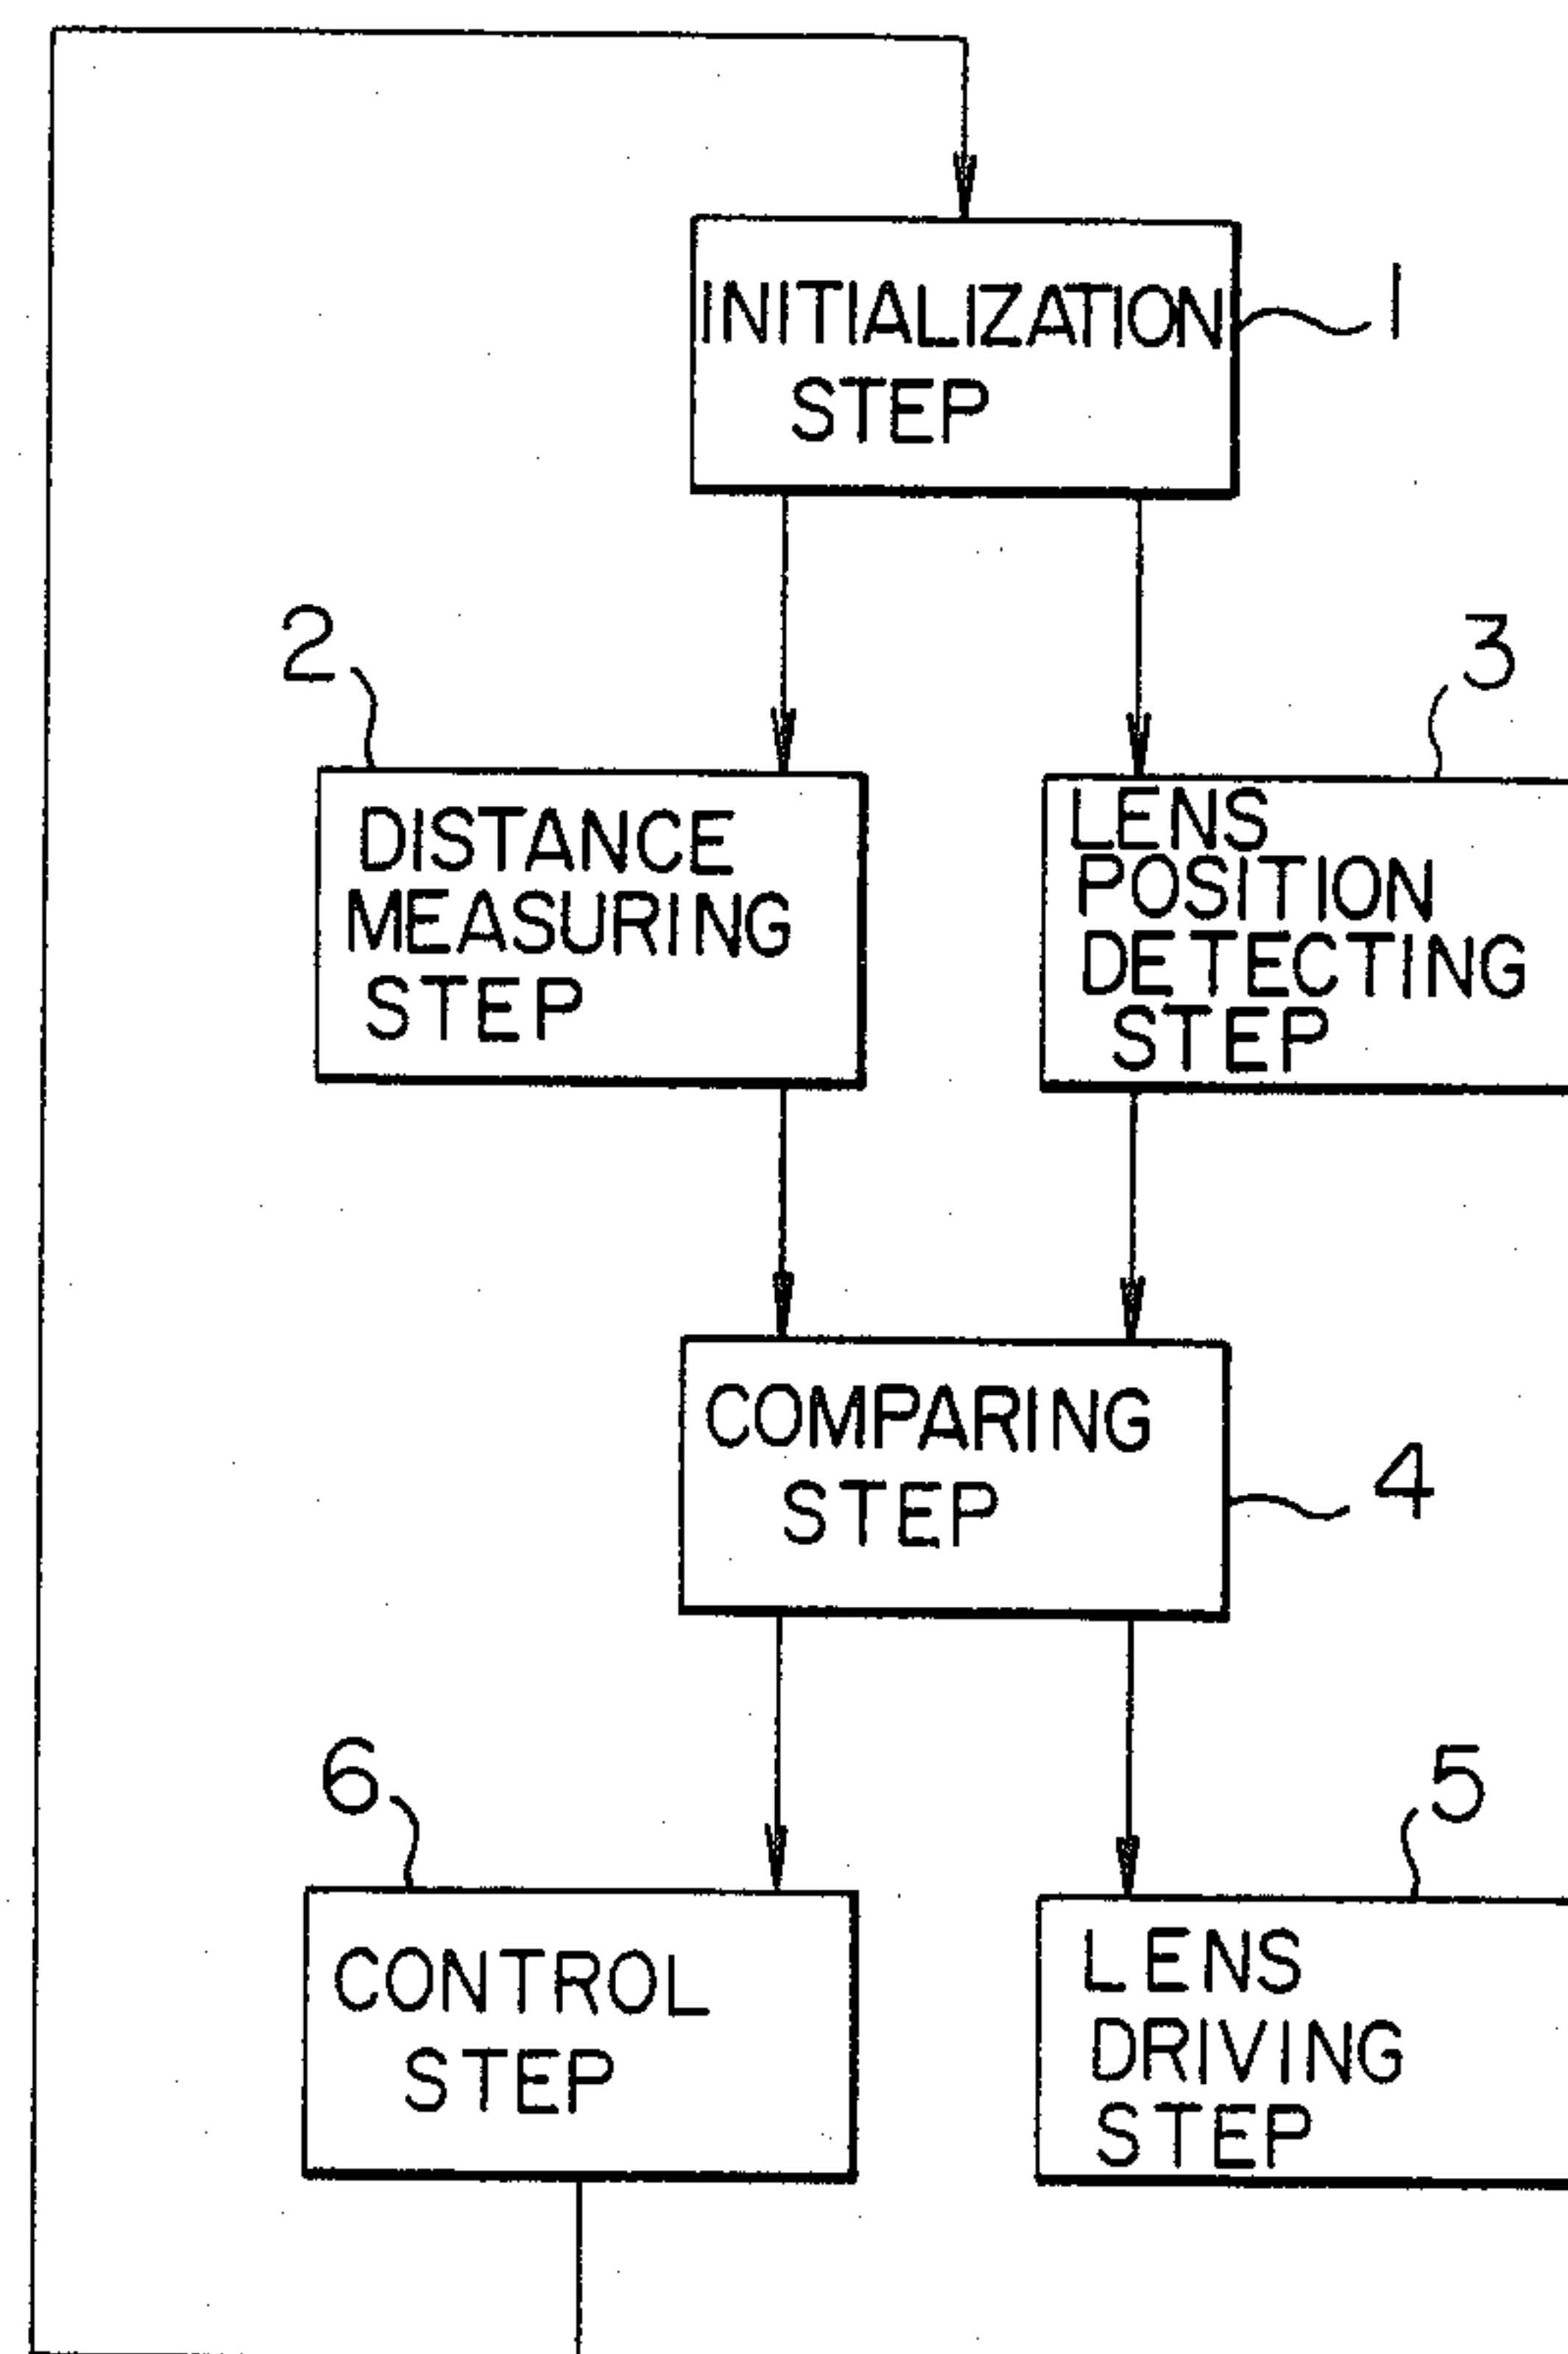 INITIALIZATION
STEP
1
2
3
DISTANCE
MEASURING
STEP
LENS
POSITION
DETECTING
STEP
COMPARING
STEP
4
6
5
CONTROL
STEP
LENS
DRIVING
STEP